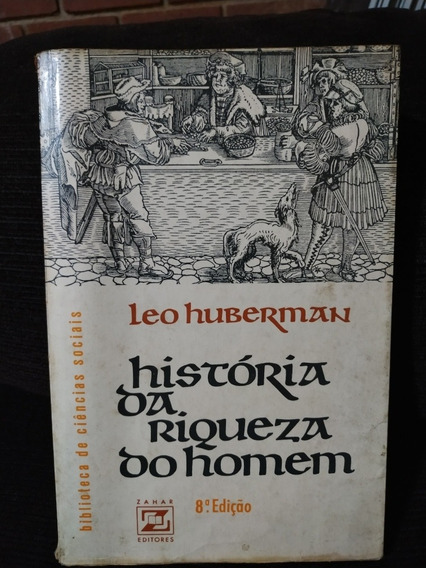 leo huberman
história
da
riqueza
do homem
8ª Edição
ZAHAR
EDITORES
biblioteca de ciências sociais